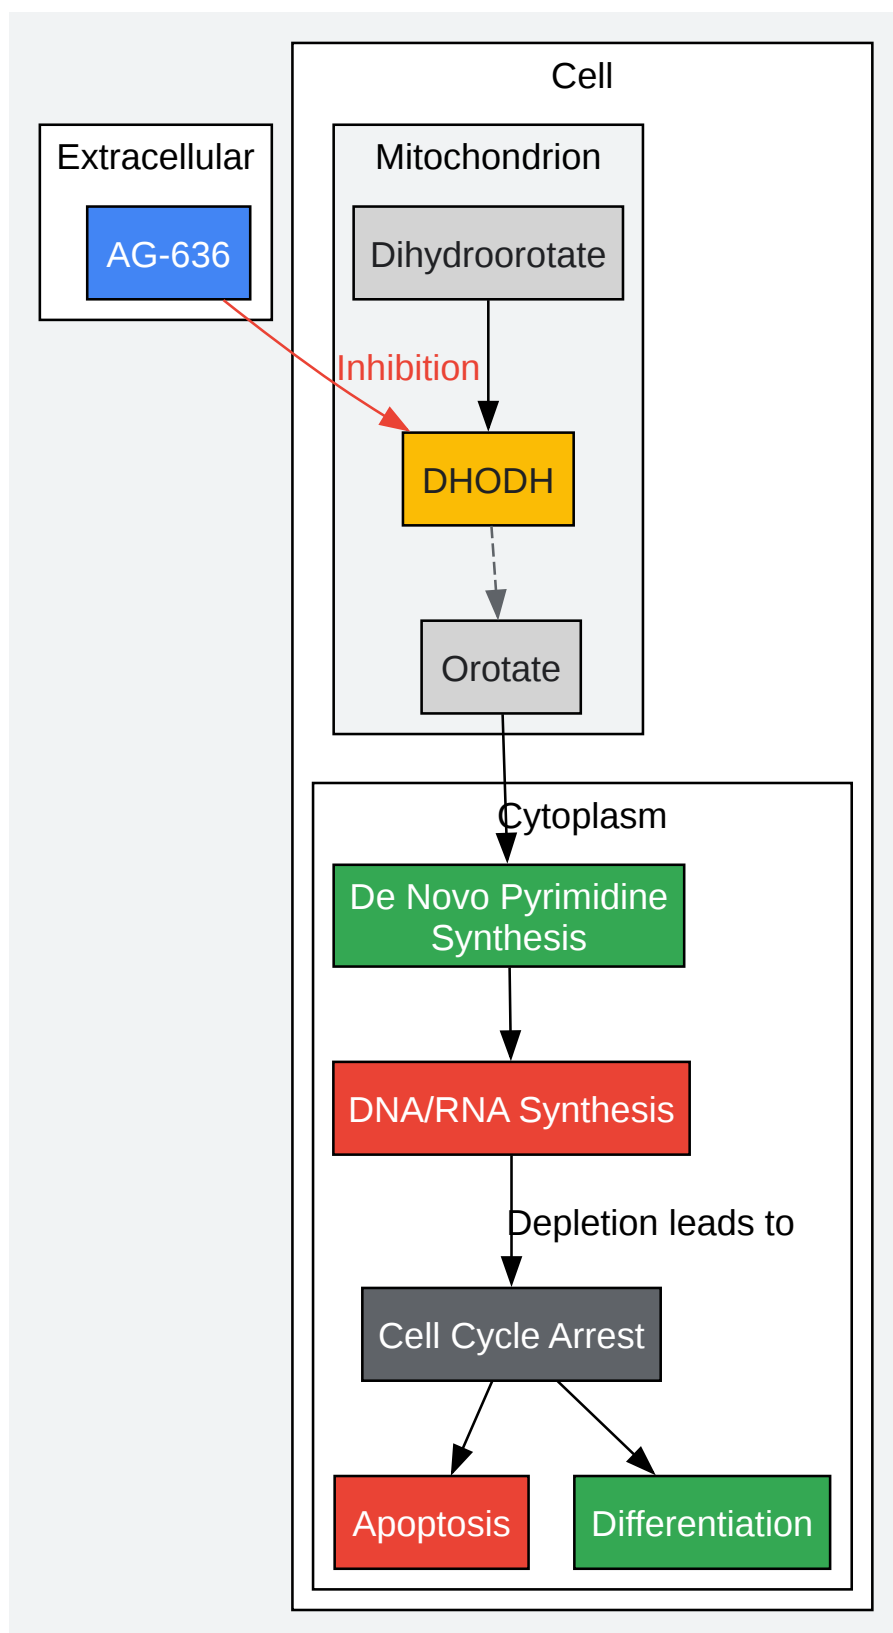 Cell
Extracellular
Mitochondrion
AG-636
Dihydroorotate
Inhibition
DHODH
Orotate
Cytoplasm
De Novo Pyrimidine
Synthesis
DNA/RNA Synthesis
Depletion leads to
Cell Cycle Arrest
Apoptosis
Differentiation